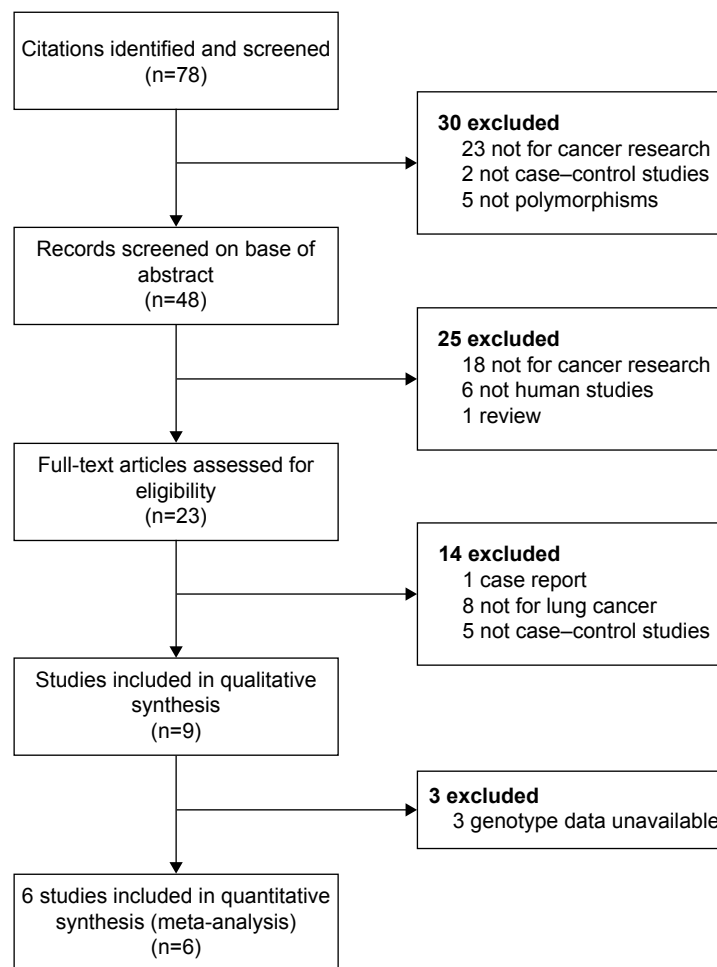 Citations identified and screened
(n=78)
30 excluded
23 not for cancer research
2 not case–control studies
5 not polymorphisms
Records screened on base of
abstract
(n=48)
25 excluded
18 not for cancer research
6 not human studies
1 review
Full-text articles assessed for
eligibility
(n=23)
14 excluded
1 case report
8 not for lung cancer
5 not case–control studies
Studies included in qualitative
synthesis
(n=9)
3 excluded
3 genotype data unavailable
6 studies included in quantitative
synthesis (meta-analysis)
(n=6)